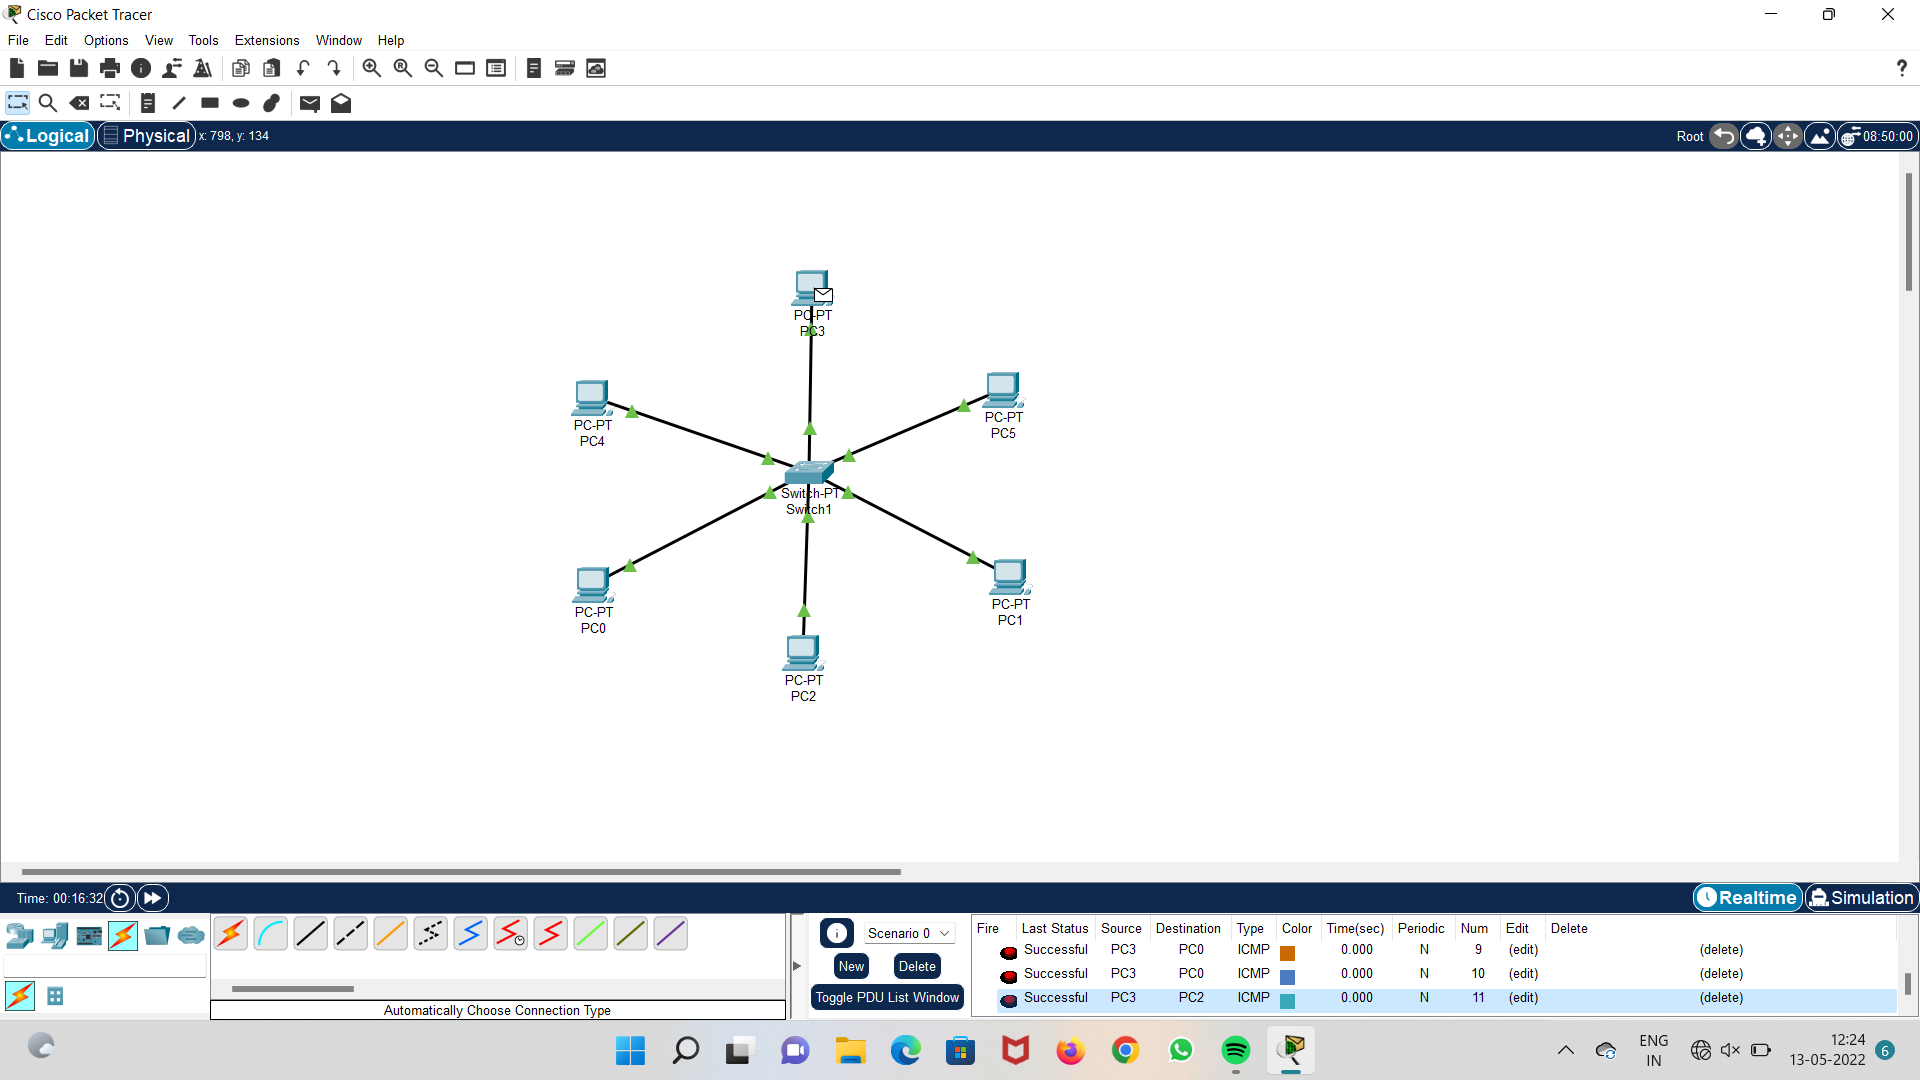 Cisco Packet Tracer
File Edit Options View Tools Extensions Window Help
?
Logical Physical x: 798, y: 134 Root 08:50:00
PC-PT
PC3
PC-PT
PC4
PC-PT
PC5
Switch-PT
Switch1
PC-PT
PC0
PC-PT
PC1
PC-PT
PC2
Time: 00:16:32 Realtime Simulation
Scenario 0
New Delete
Toggle PDU List Window
Automatically Choose Connection Type
Fire Last Status Source Destination Type Color Time(sec) Periodic Num Edit Delete
Successful PC3 PC0 ICMP 0.000 N 9 (edit) (delete)
Successful PC3 PC0 ICMP 0.000 N 10 (edit) (delete)
Successful PC3 PC2 ICMP 0.000 N 11 (edit) (delete)
ENG
IN
12:24
13-05-2022
6